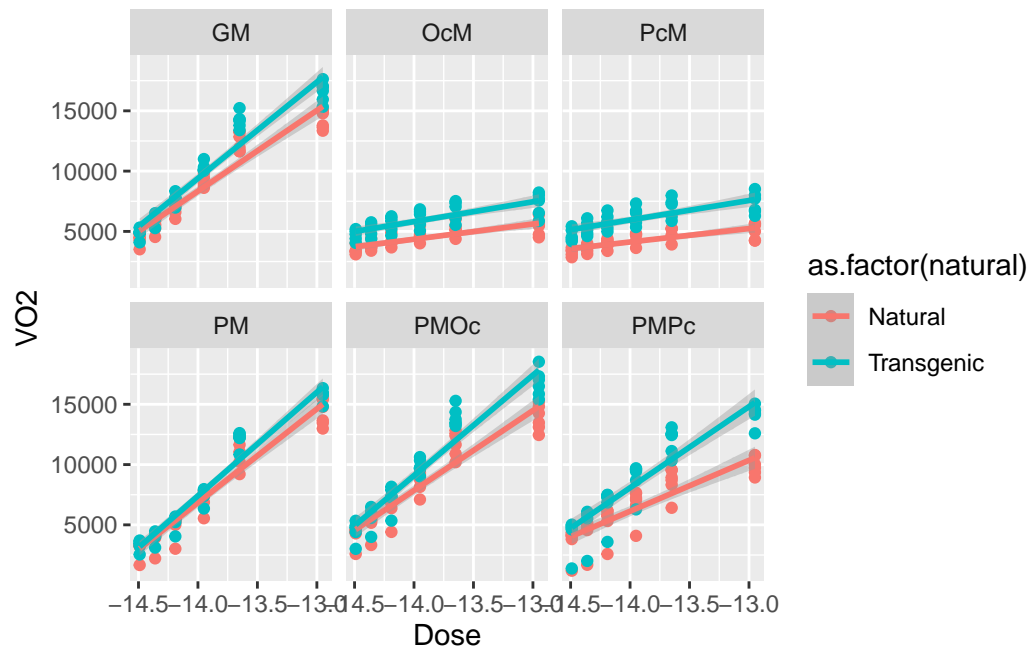 GM OcM PcM
15000
10000
5000
PM PMOc PMPc
15000
10000
5000
−14.5 −14.0 −13.5 −13.0 −14.5 −14.0 −13.5 −13.0 −14.5 −14.0 −13.5 −13.0
Dose
VO2
as.factor(natural)
Natural
Transgenic